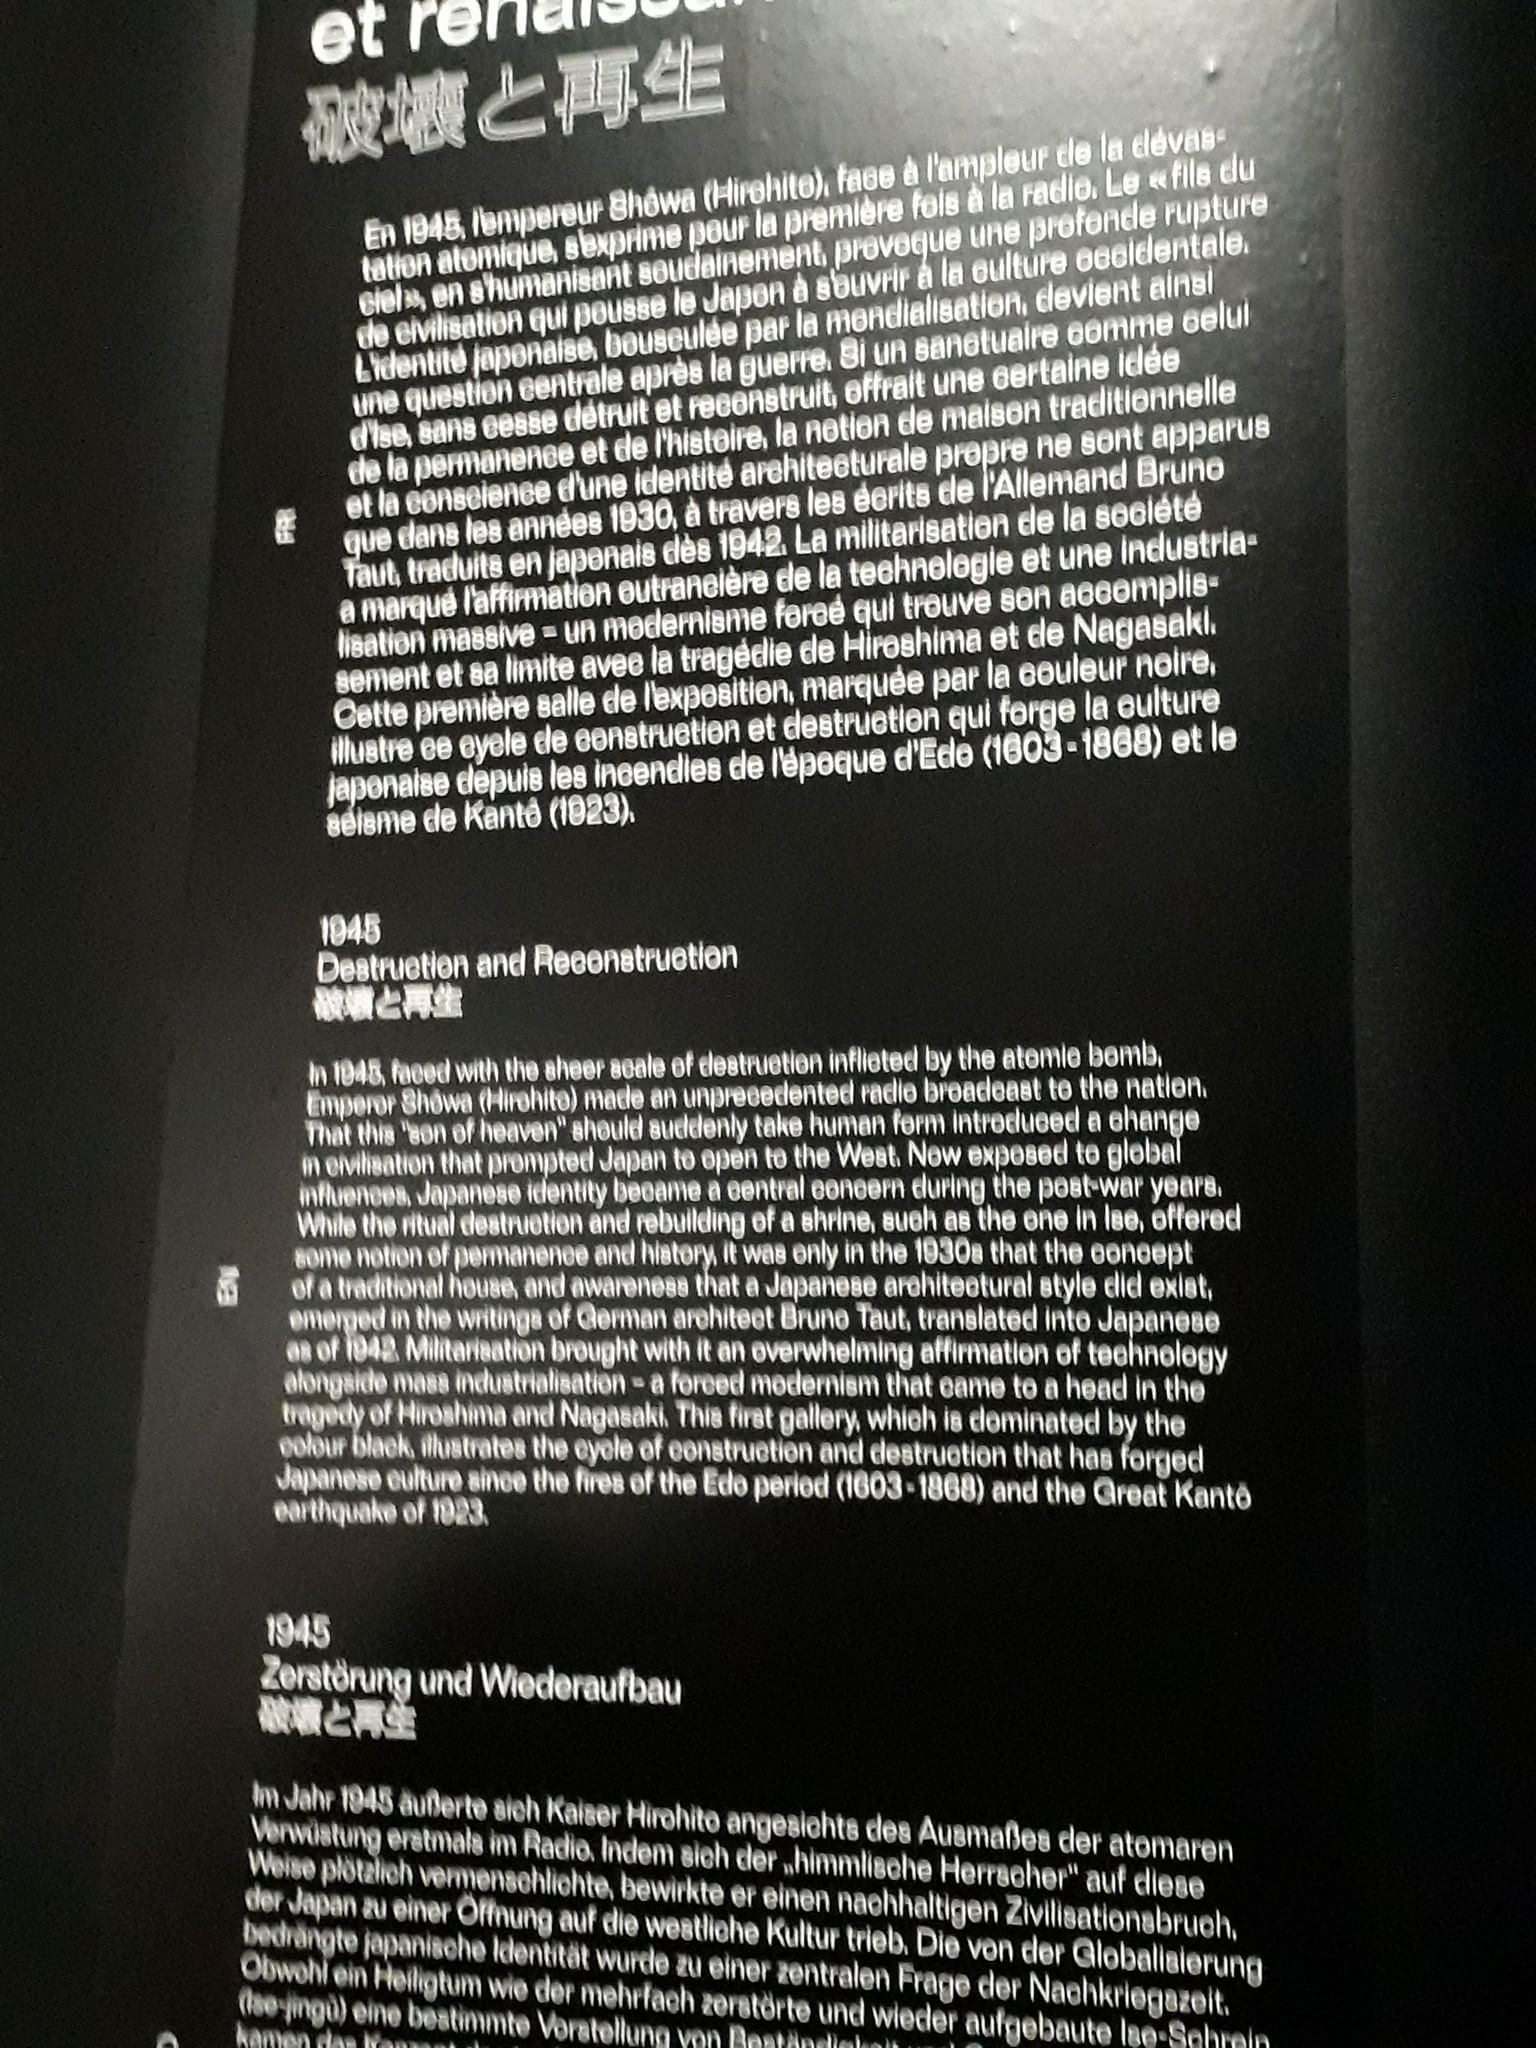 et renaissan
破壊と再生
En 1945, l'empereur Shôwa (Hirohito), face à l'ampleur de la dévas-
tation atomique, s'exprime pour la première fois à la radio. Le « fils du
ciel », en s'humanisant soudainement, provoque une profonde rupture
de civilisation qui pousse le Japon à s'ouvrir à la culture occidentale.
L'identité japonaise, bousculée par la mondialisation, devient ainsi
une question centrale après la guerre. Si un sanctuaire comme celui
d'Ise, sans cesse détruit et reconstruit, offrait une certaine idée
de la permanence et de l'histoire, la notion de maison traditionnelle
et la conscience d'une identité architecturale propre ne sont apparus
que dans les années 1930, à travers les écrits de l'Allemand Bruno
Taut, traduits en japonais dès 1942. La militarisation de la société
a marqué l'affirmation outrancière de la technologie et une industria-
lisation massive - un modernisme forcé qui trouve son accomplis-
sement et sa limite avec la tragédie de Hiroshima et de Nagasaki.
Cette première salle de l'exposition, marquée par la couleur noire,
illustre ce cycle de construction et destruction qui forge la culture
japonaise depuis les incendies de l'époque d'Edo (1603-1868) et le
séisme de Kantô (1923).
FR
1945
Destruction and Reconstruction
破壊と再生
In 1945, faced with the sheer scale of destruction inflicted by the atomic bomb,
Emperor Shôwa (Hirohito) made an unprecedented radio broadcast to the nation.
That this "son of heaven" should suddenly take human form introduced a change
in civilisation that prompted Japan to open to the West. Now exposed to global
influences, Japanese identity became a central concern during the post-war years.
While the ritual destruction and rebuilding of a shrine, such as the one in Ise, offered
some notion of permanence and history, it was only in the 1930s that the concept
of a traditional house, and awareness that a Japanese architectural style did exist,
emerged in the writings of German architect Bruno Taut, translated into Japanese
as of 1942. Militarisation brought with it an overwhelming affirmation of technology
alongside mass industrialisation - a forced modernism that came to a head in the
tragedy of Hiroshima and Nagasaki. This first gallery, which is dominated by the
colour black, illustrates the cycle of construction and destruction that has forged
Japanese culture since the fires of the Edo period (1603-1868) and the Great Kantô
earthquake of 1923.
EN
1945
Zerstörung und Wiederaufbau
破壊と再生
Im Jahr 1945 äußerte sich Kaiser Hirohito angesichts des Ausmaßes der atomaren
Verwüstung erstmals im Radio. Indem sich der „himmlische Herrscher" auf diese
Weise plötzlich vermenschlichte, bewirkte er einen nachhaltigen Zivilisationsbruch,
der Japan zu einer Öffnung auf die westliche Kultur trieb. Die von der Globalisierung
bedrängte japanische Identität wurde zu einer zentralen Frage der Nachkriegszeit.
Obwohl ein Heiligtum wie der mehrfach zerstörte und wieder aufgebaute Ise-Schrein
(Ise-jingū) eine bestimmte Vorstellung von